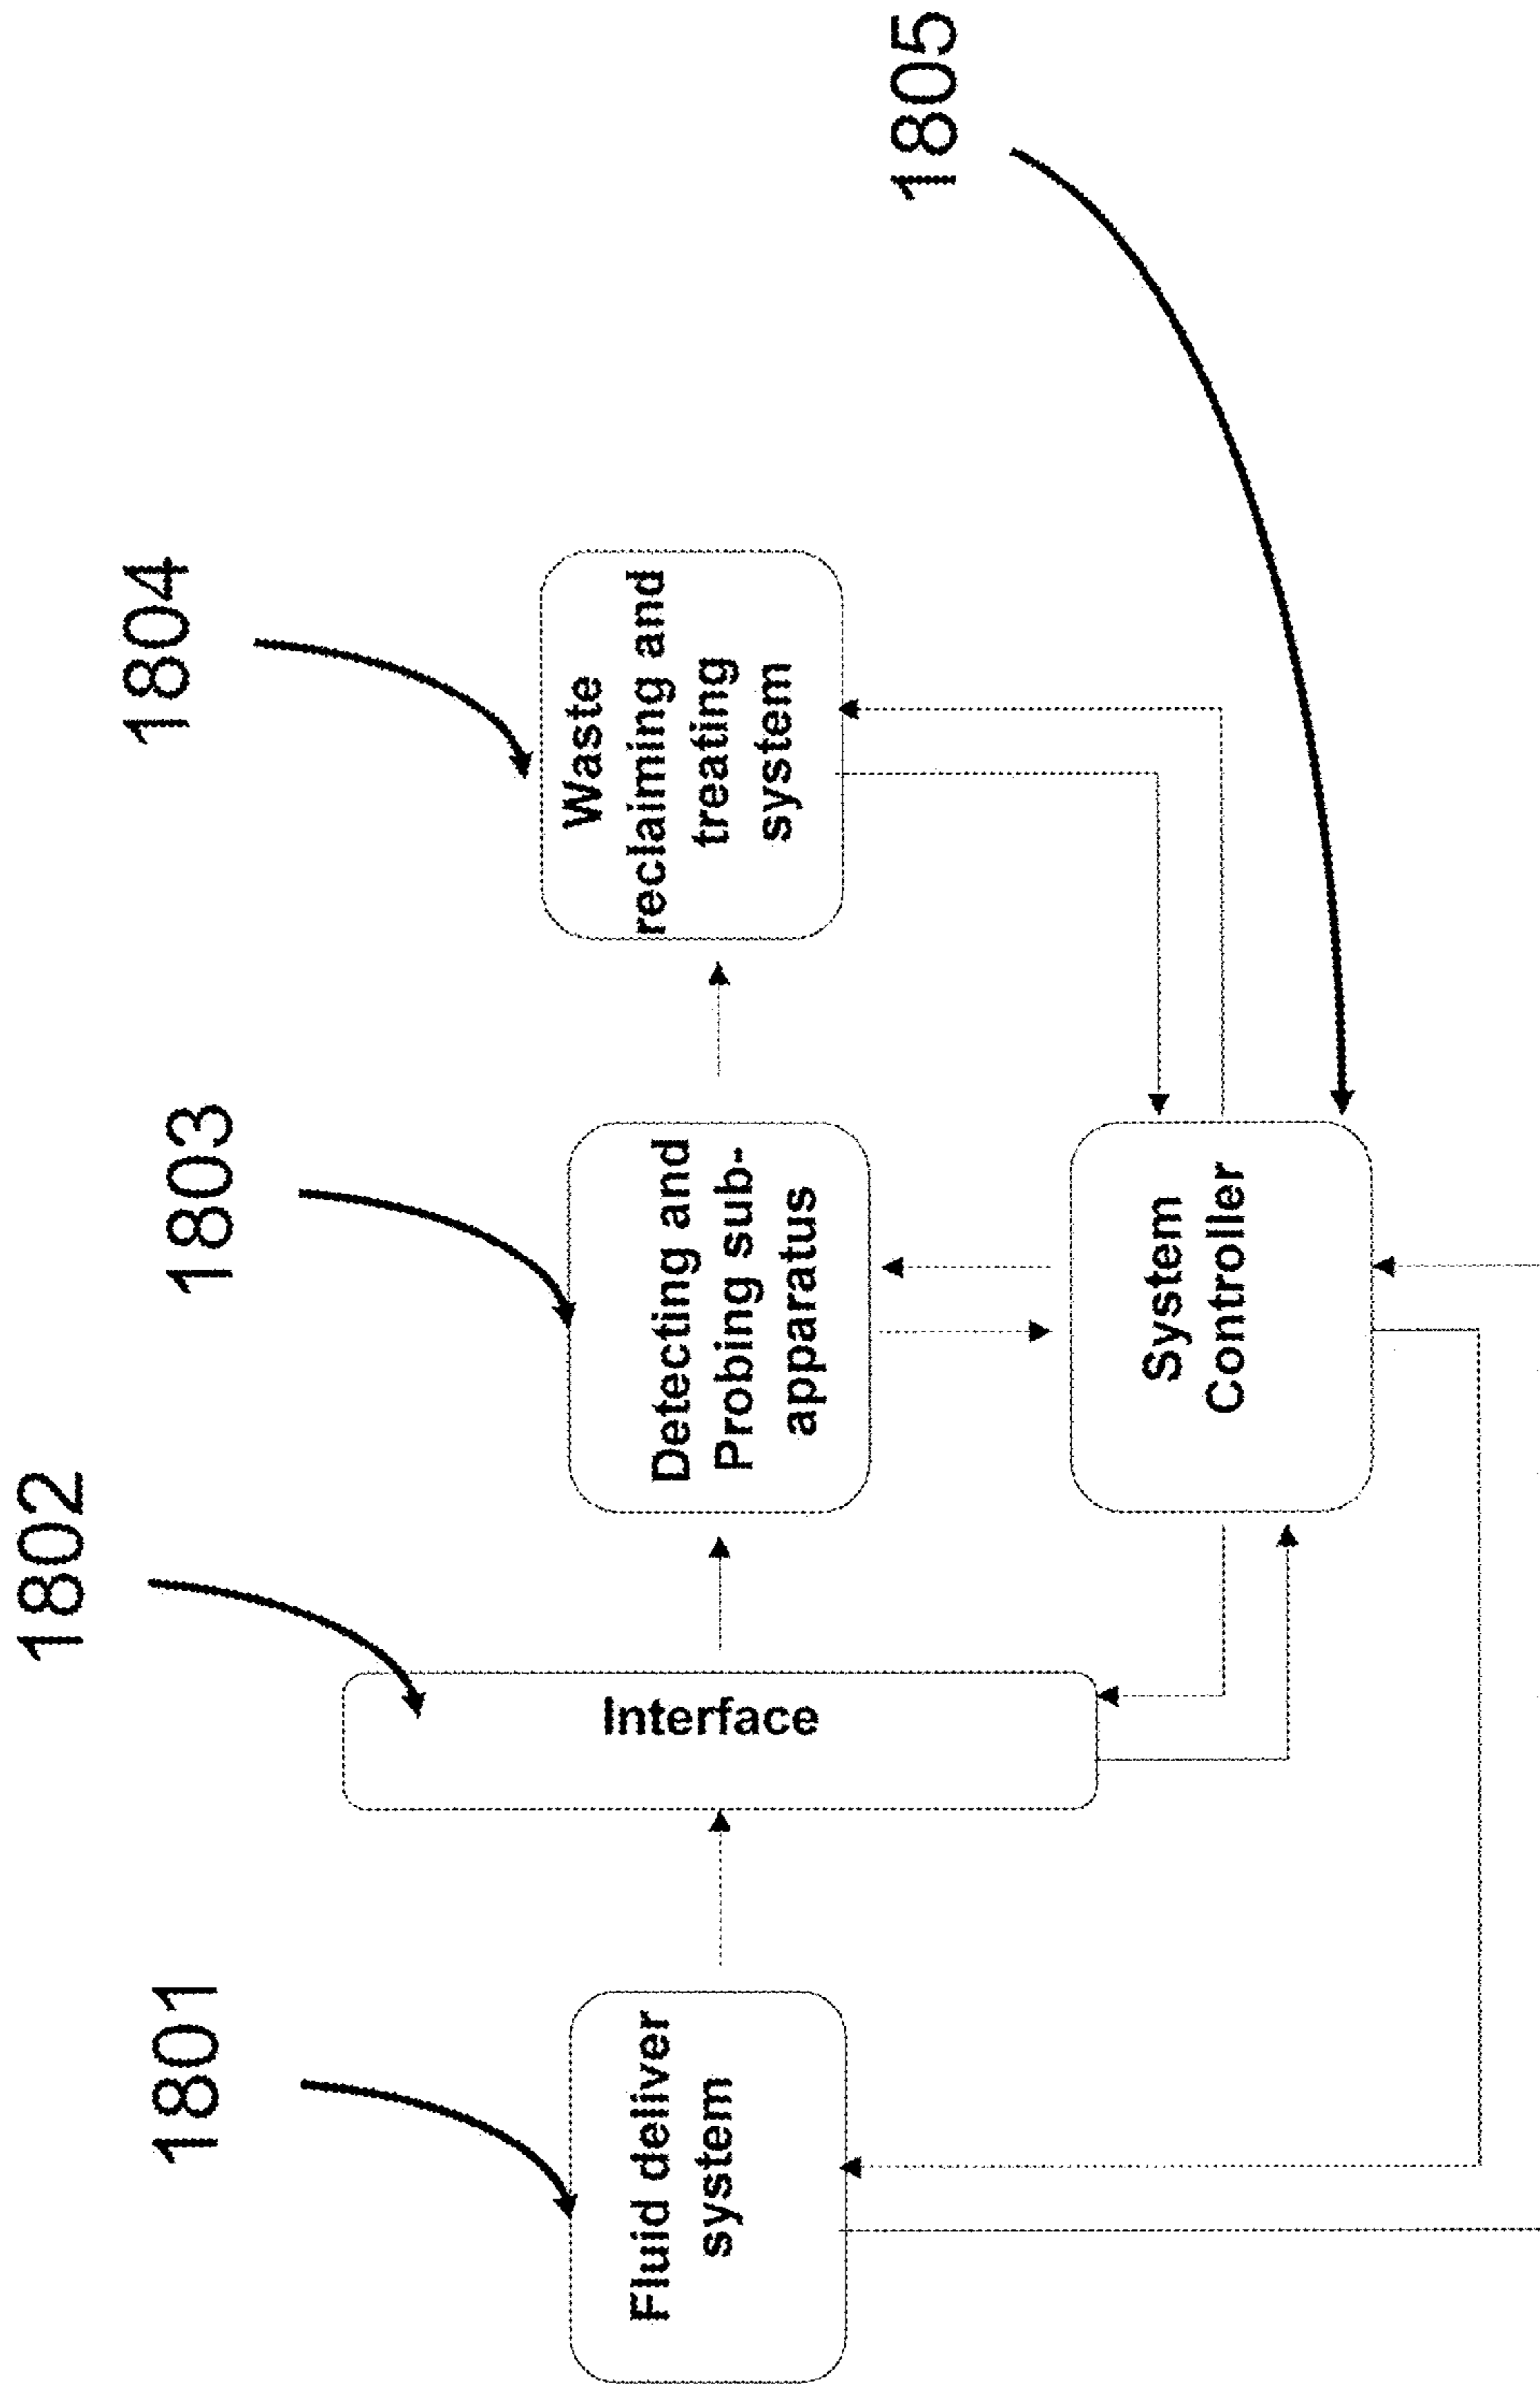 1801
1802
1803
1804
1805
Fluid deliver
system
Interface
Detecting and
Probing sub-
apparatus
Waste
reclaiming and
treating
system
System
Controller